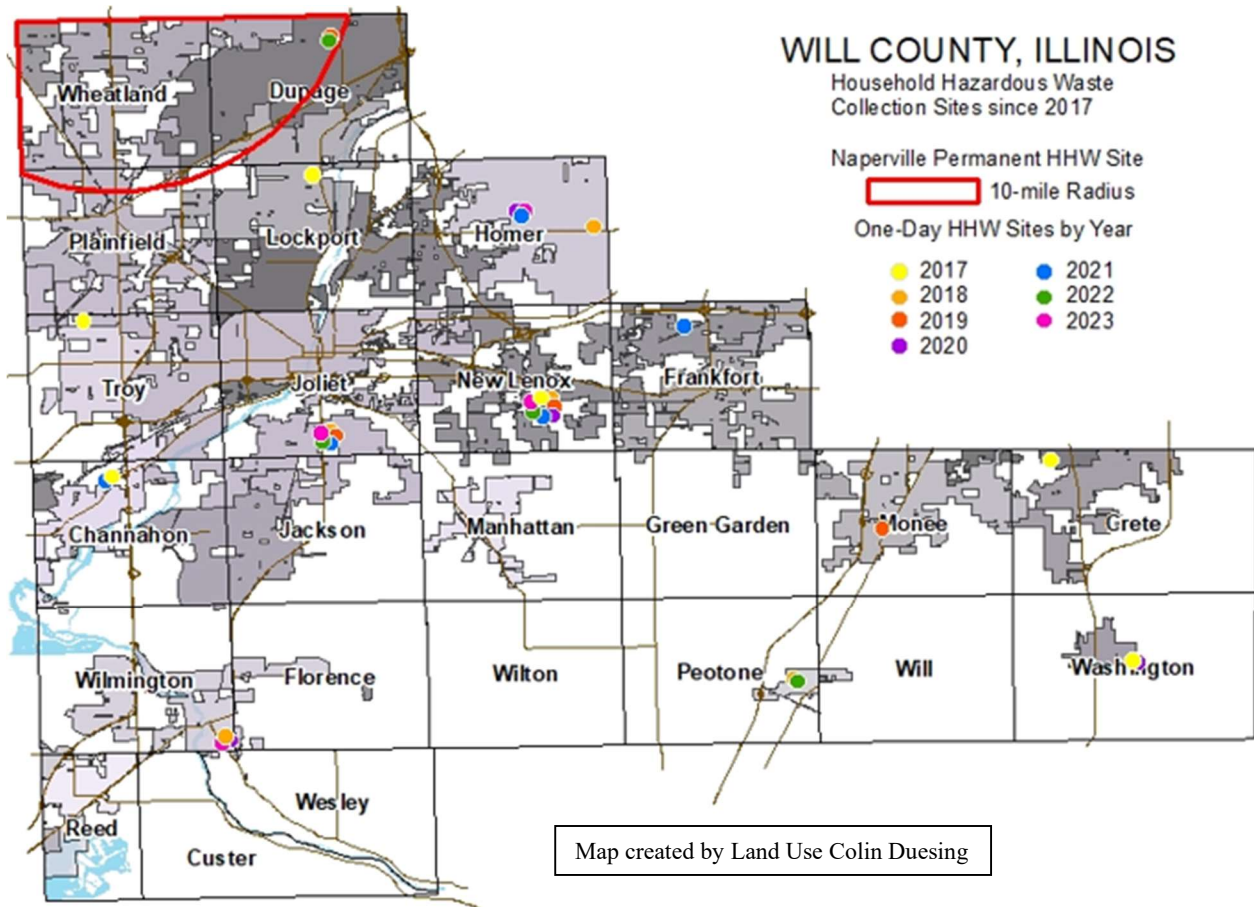 WILL COUNTY, ILLINOIS
Household Hazardous Waste
Collection Sites since 2017
Naperville Permanent HHW Site
10-mile Radius
One-Day HHW Sites by Year
2017
2021
2018
2022
2019
2023
2020
Wheatland
Dupage
Plainfield
Lockport
Homer
Troy
Joliet
New Lenox
Frankfort
Channahon
Jackson
Manhattan
Green Garden
Monee
Crete
Wilmington
Florence
Wilton
Peotone
Will
Washington
Reed
Custer
Wesley
Map created by Land Use Colin Duesing